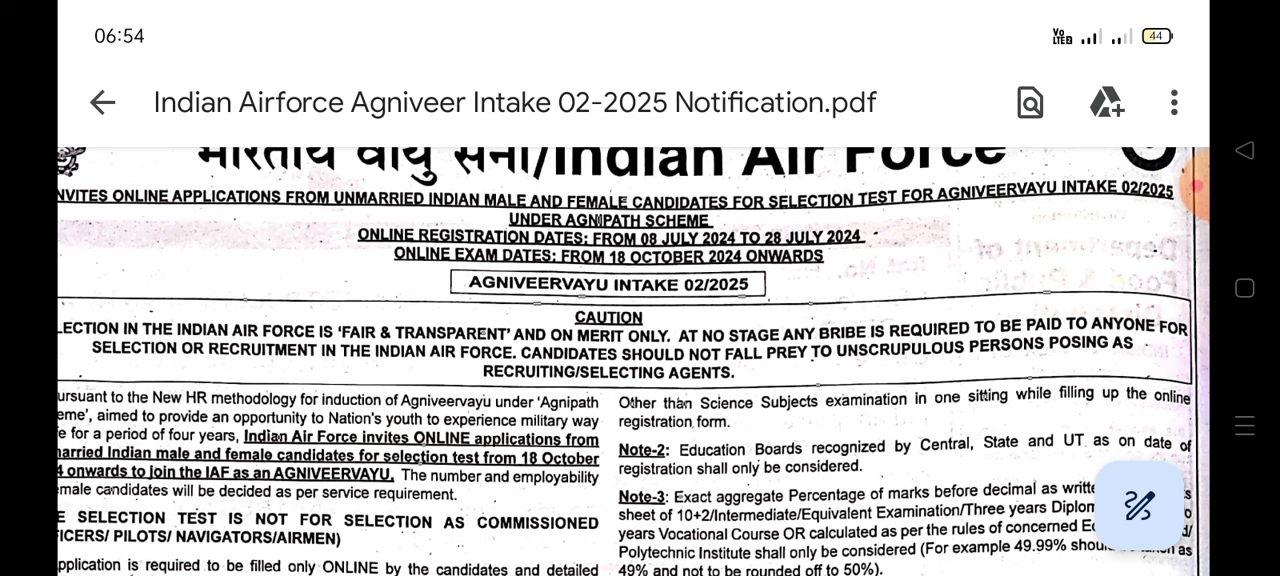 06:54
Vo LTE2 44
Indian Airforce Agniveer Intake 02-2025 Notification.pdf
भारतीय वायु सेना/Indian Air Force
NVITES ONLINE APPLICATIONS FROM UNMARRIED INDIAN MALE AND FEMALE CANDIDATES FOR SELECTION TEST FOR AGNIVEERVAYU INTAKE 02/2025
UNDER AGNIPATH SCHEME
ONLINE REGISTRATION DATES: FROM 08 JULY 2024 TO 28 JULY 2024
ONLINE EXAM DATES: FROM 18 OCTOBER 2024 ONWARDS
AGNIVEERVAYU INTAKE 02/2025
CAUTION
LECTION IN THE INDIAN AIR FORCE IS 'FAIR & TRANSPARENT' AND ON MERIT ONLY. AT NO STAGE ANY BRIBE IS REQUIRED TO BE PAID TO ANYONE FOR
SELECTION OR RECRUITMENT IN THE INDIAN AIR FORCE. CANDIDATES SHOULD NOT FALL PREY TO UNSCRUPULOUS PERSONS POSING AS
RECRUITING/SELECTING AGENTS.
ursuant to the New HR methodology for induction of Agniveervayu under 'Agnipath
eme', aimed to provide an opportunity to Nation's youth to experience military way
e for a period of four years, Indian Air Force invites ONLINE applications from
arried Indian male and female candidates for selection test from 18 October
4 onwards to join the IAF as an AGNIVEERVAYU. The number and employability
male candidates will be decided as per service requirement.
E SELECTION TEST IS NOT FOR SELECTION AS COMMISSIONED
ICERS/ PILOTS/ NAVIGATORS/AIRMEN)
pplication is required to be filled only ONLINE by the candidates and detailed
Other than Science Subjects examination in one sitting while filling up the online
registration form.
Note-2: Education Boards recognized by Central, State and UT as on date of
registration shall only be considered.
Note-3: Exact aggregate Percentage of marks before decimal as writte s
sheet of 10+2/Intermediate/Equivalent Examination/Three years Diplom o
years Vocational Course OR calculated as per the rules of concerned Ed d/
Polytechnic Institute shall only be considered (For example 49.99% shou as
49% and not to be rounded off to 50%).